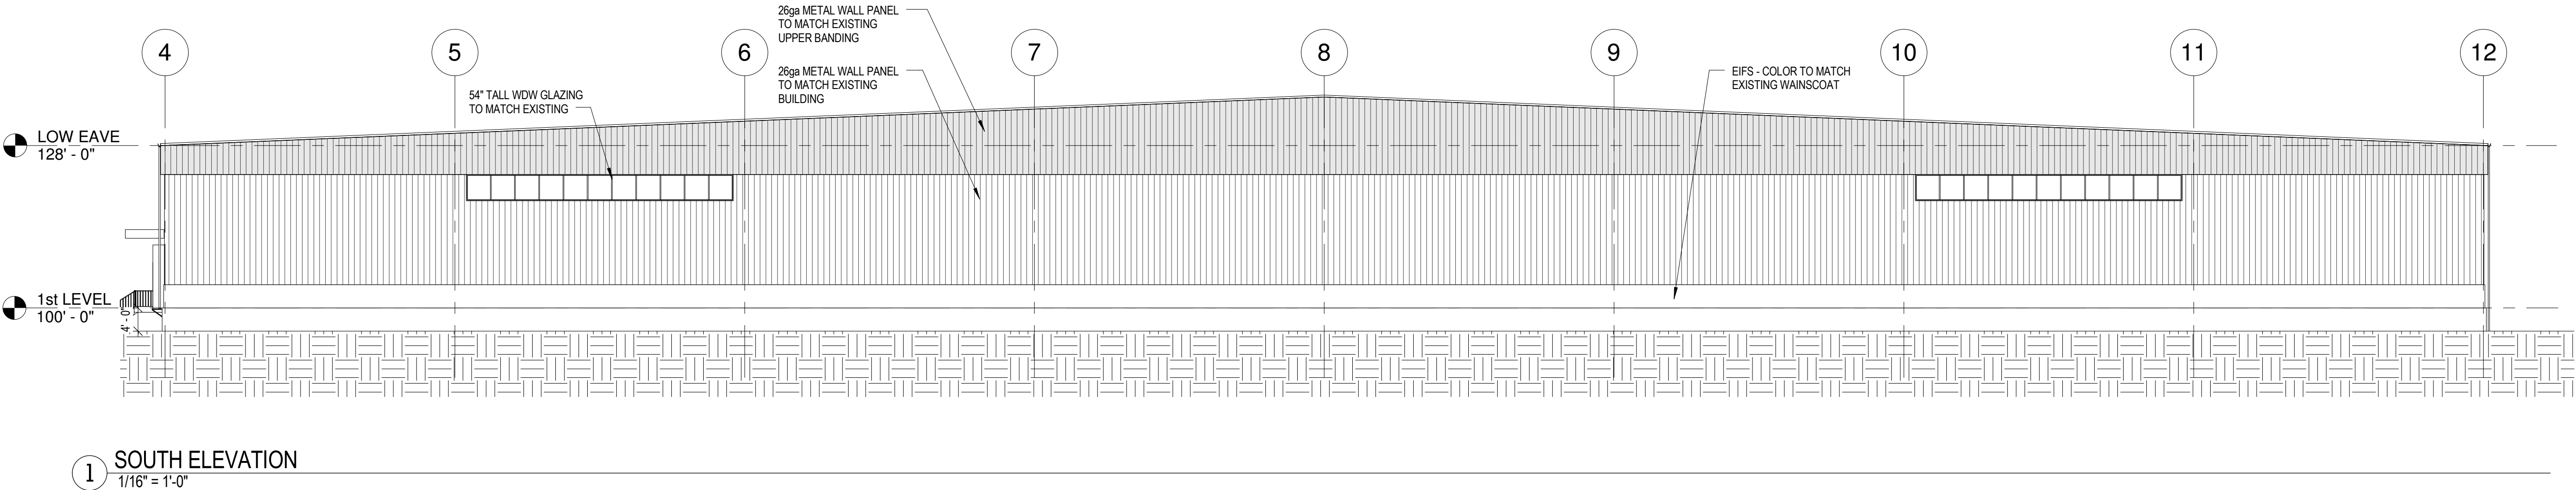 26ga METAL WALL PANEL
TO MATCH EXISTING
UPPER BANDING
4
5
6
7
8
9
10
11
12
26ga METAL WALL PANEL
TO MATCH EXISTING
BUILDING
EIFS - COLOR TO MATCH
EXISTING WAINSCOAT
54" TALL WDW GLAZING
TO MATCH EXISTING
LOW EAVE
128' - 0"
1st LEVEL
100' - 0"
4' - 0"
1
SOUTH ELEVATION
1/16" = 1'-0"